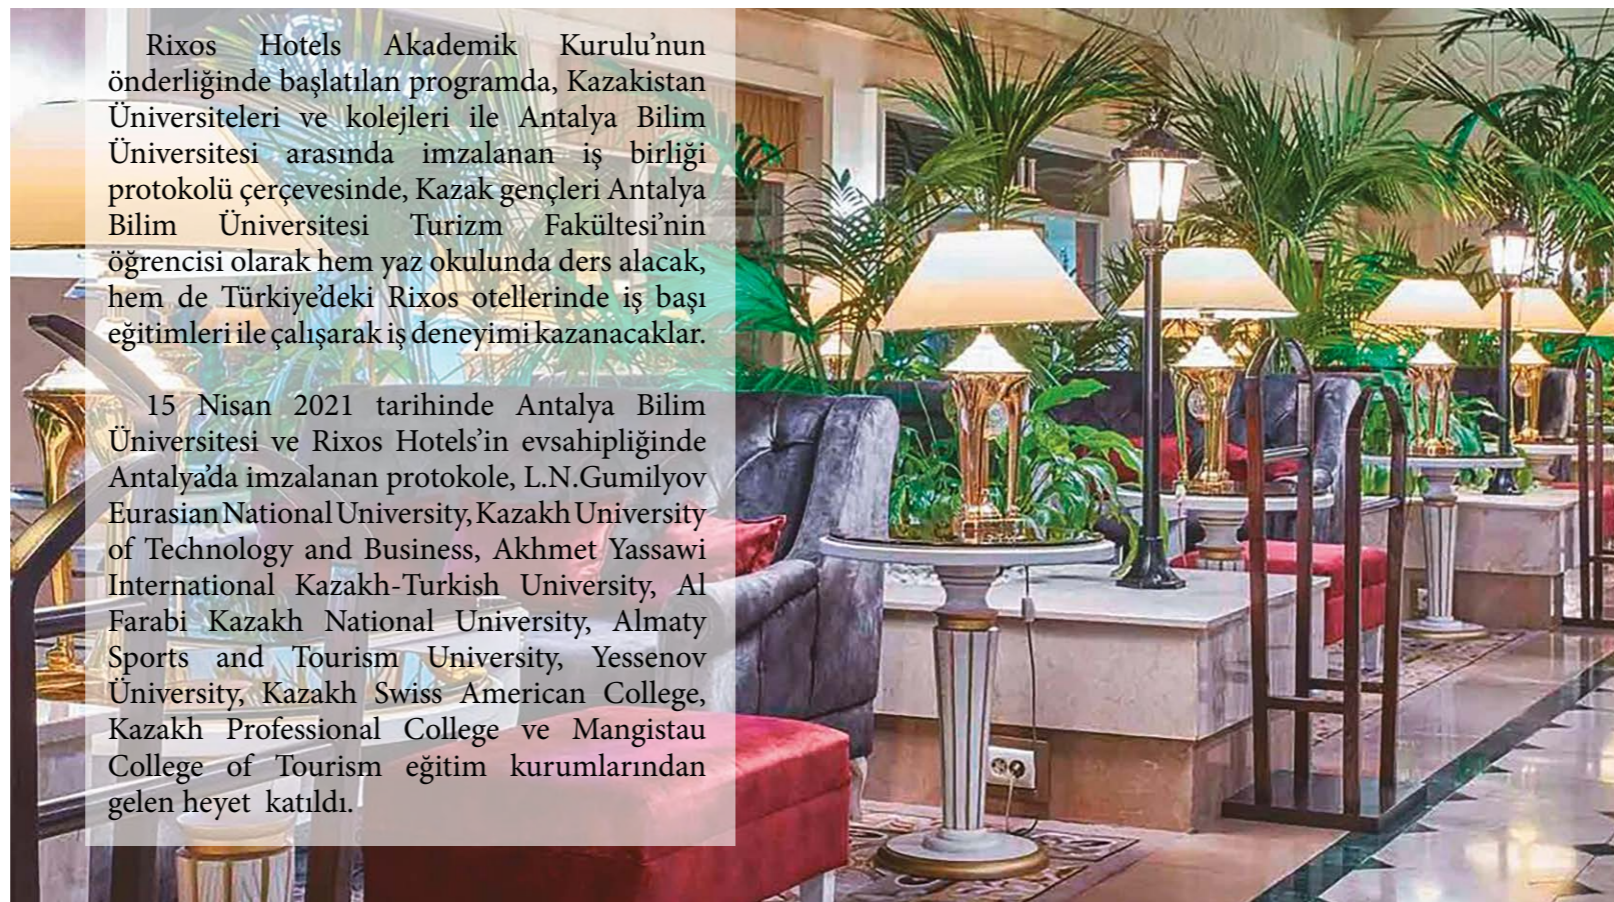 Rixos Hotels Akademik Kurulu’nun
önderliğinde başlatılan programda, Kazakistan
Üniversiteleri ve kolejleri ile Antalya Bilim
Üniversitesi arasında imzalanan iş birliği
protokolü çerçevesinde, Kazak gençleri Antalya
Bilim Üniversitesi Turizm Fakültesi’nin
öğrencisi olarak hem yaz okulunda ders alacak,
hem de Türkiye’deki Rixos otellerinde iş başı
eğitimleri ile çalışarak iş deneyimi kazanacaklar.
15 Nisan 2021 tarihinde Antalya Bilim
Üniversitesi ve Rixos Hotels’in evsahipliğinde
Antalya’da imzalanan protokole, L.N.Gumilyov
Eurasian National University, Kazakh University
of Technology and Business, Akhmet Yassawi
International Kazakh-Turkish University, Al
Farabi Kazakh National University, Almaty
Sports and Tourism University, Yessenov
Üniversity, Kazakh Swiss American College,
Kazakh Professional College ve Mangistau
College of Tourism eğitim kurumlarından
gelen heyet katıldı.